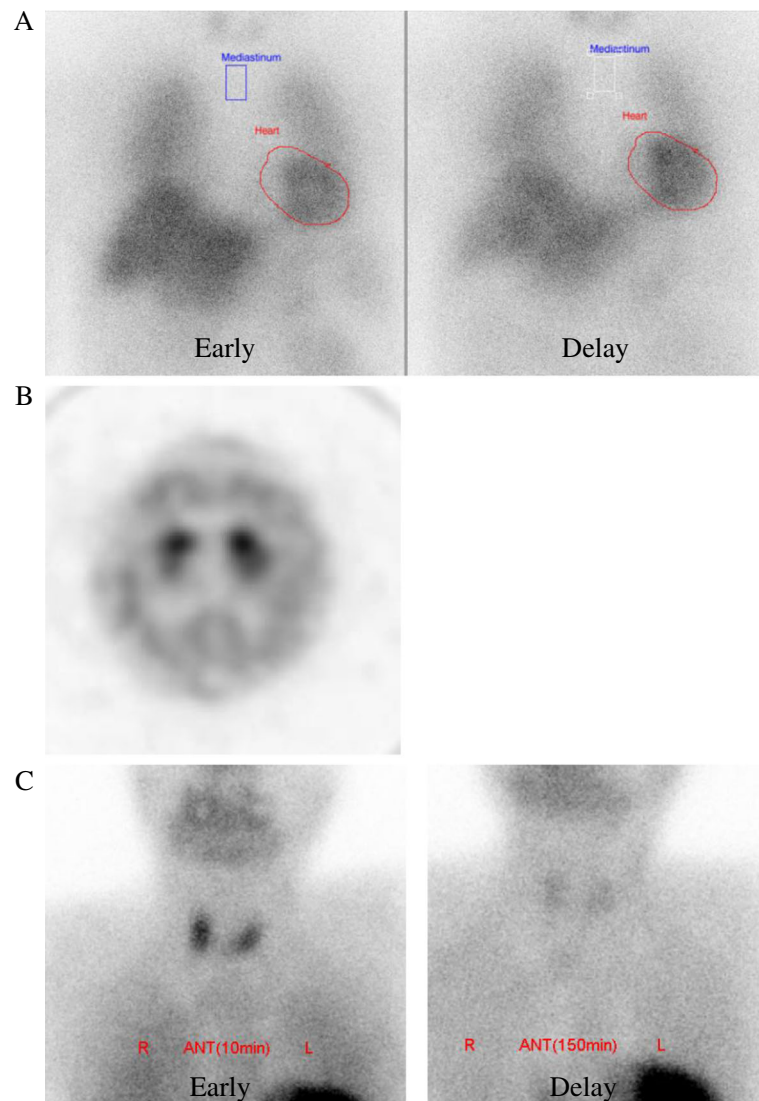 A
Mediastinum
Heart
Early
Mediastinum
Heart
Delay
B
C
R ANT(10min) L
Early
R ANT(150min) L
Delay